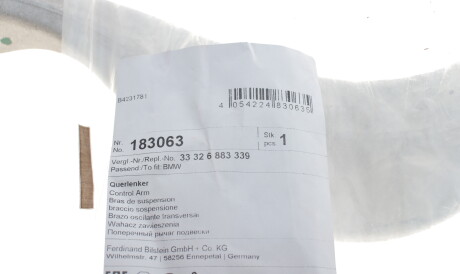 B4231781
4 054224 830635
Nr.
No. 183063
Stk
pcs. 1
Vergl.-Nr./Repl.-No. 33 32 6 883 339
Passend./To fit: BMW
Querlenker
Control Arm
Bras de suspension
braccio sospensione
Brazo oscilante transversal
Wahacz zawieszenia
Поперечный рычаг подвески
Ferdinand Bilstein GmbH + Co. KG
Wilhelmstr. 47 | 58256 Ennepetal | Germany